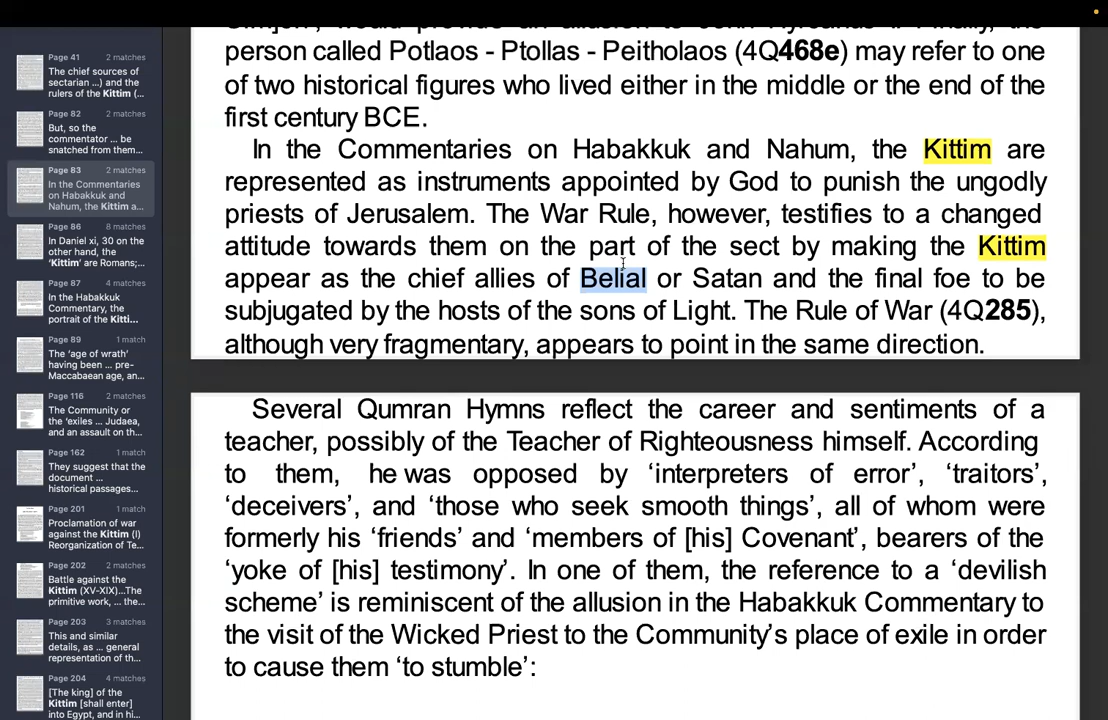 Page 41 2 matches
The chief sources of
sectarian ...) and the
rulers of the Kittim (...
Page 82 2 matches
But, so the
commentator ... be
snatched from them...
Page 83 2 matches
In the Commentaries
on Habakkuk and
Nahum, the Kittim a...
Page 86 8 matches
In Daniel xi, 30 on the
other hand, the
‘Kittim’ are Romans;...
Page 87 4 matches
In the Habakkuk
Commentary, the
portrait of the Kitti...
Page 89 1 match
The ‘age of wrath’
having been ... pre-
Maccabaean age, an...
Page 116 2 matches
The Community or
the ‘exiles ... Judaea,
and an assault on th...
Page 162 1 match
They suggest that the
document ...
historical passages...
Page 201 1 match
Proclamation of war
against the Kittim (I)
Reorganization of Te...
Page 202 2 matches
Battle against the
Kittim (XV-XIX)...The
primitive work, ... the...
Page 203 3 matches
This and similar
details, as ... general
representation of th...
Page 204 4 matches
[The king] of the
Kittim [shall enter]
into Egypt, and in hi...
person called Potlaos - Ptollas - Peitholaos (4Q468e) may refer to one
of two historical figures who lived either in the middle or the end of the
first century BCE.
In the Commentaries on Habakkuk and Nahum, the Kittim are
represented as instruments appointed by God to punish the ungodly
priests of Jerusalem. The War Rule, however, testifies to a changed
attitude towards them on the part of the sect by making the Kittim
appear as the chief allies of Belial or Satan and the final foe to be
subjugated by the hosts of the sons of Light. The Rule of War (4Q285),
although very fragmentary, appears to point in the same direction.
Several Qumran Hymns reflect the career and sentiments of a
teacher, possibly of the Teacher of Righteousness himself. According
to them, he was opposed by ‘interpreters of error’, ‘traitors’,
‘deceivers’, and ‘those who seek smooth things’, all of whom were
formerly his ‘friends’ and ‘members of [his] Covenant’, bearers of the
‘yoke of [his] testimony’. In one of them, the reference to a ‘devilish
scheme’ is reminiscent of the allusion in the Habakkuk Commentary to
the visit of the Wicked Priest to the Community’s place of exile in order
to cause them ‘to stumble’: